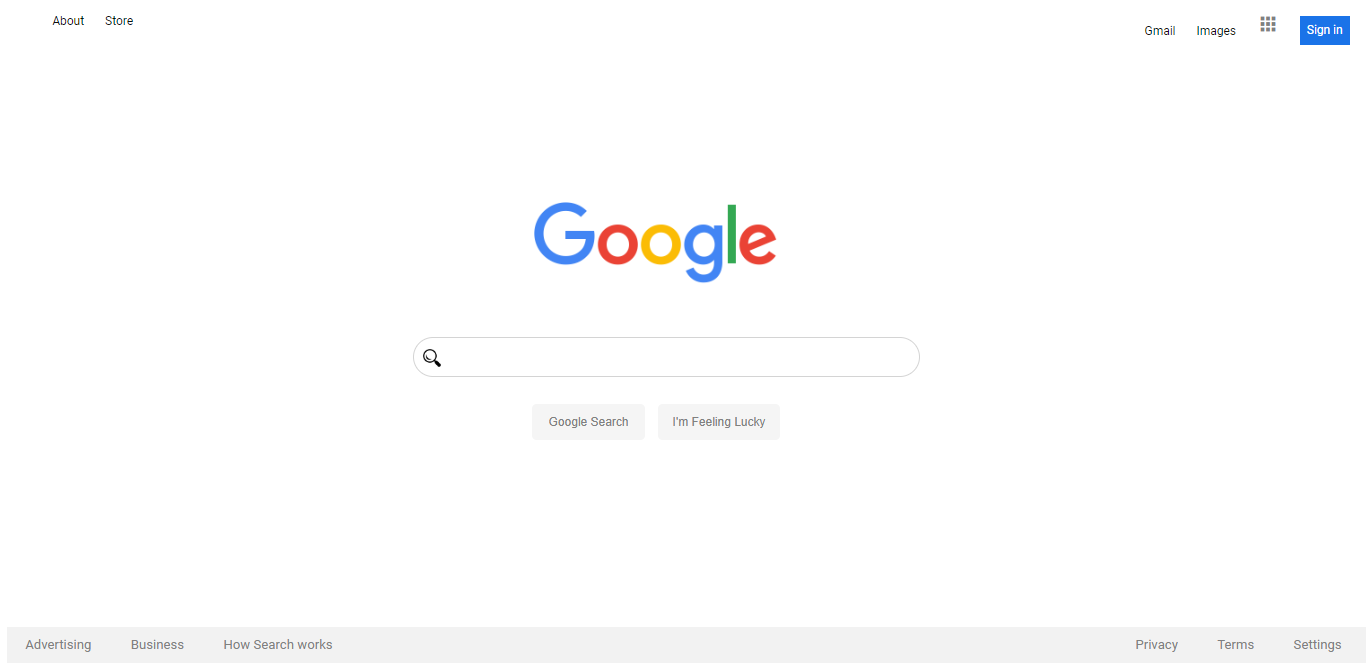 About Store
Gmail Images Sign in
Google
Google Search I'm Feeling Lucky
Advertising Business How Search works Privacy Terms Settings